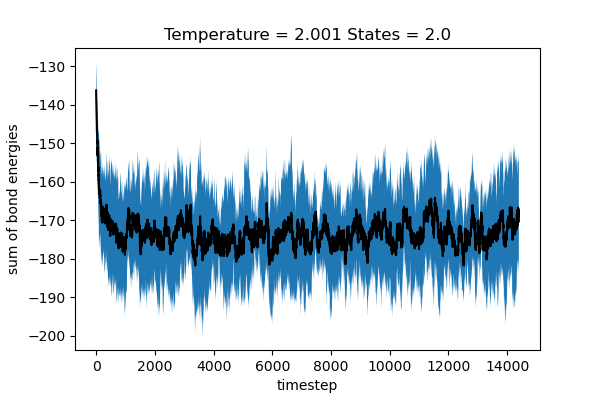 Temperature = 2.001 States = 2.0
−130
−140
−150
−160
−170
−180
−190
−200
sum of bond energies
0 2000 4000 6000 8000 10000 12000 14000
timestep